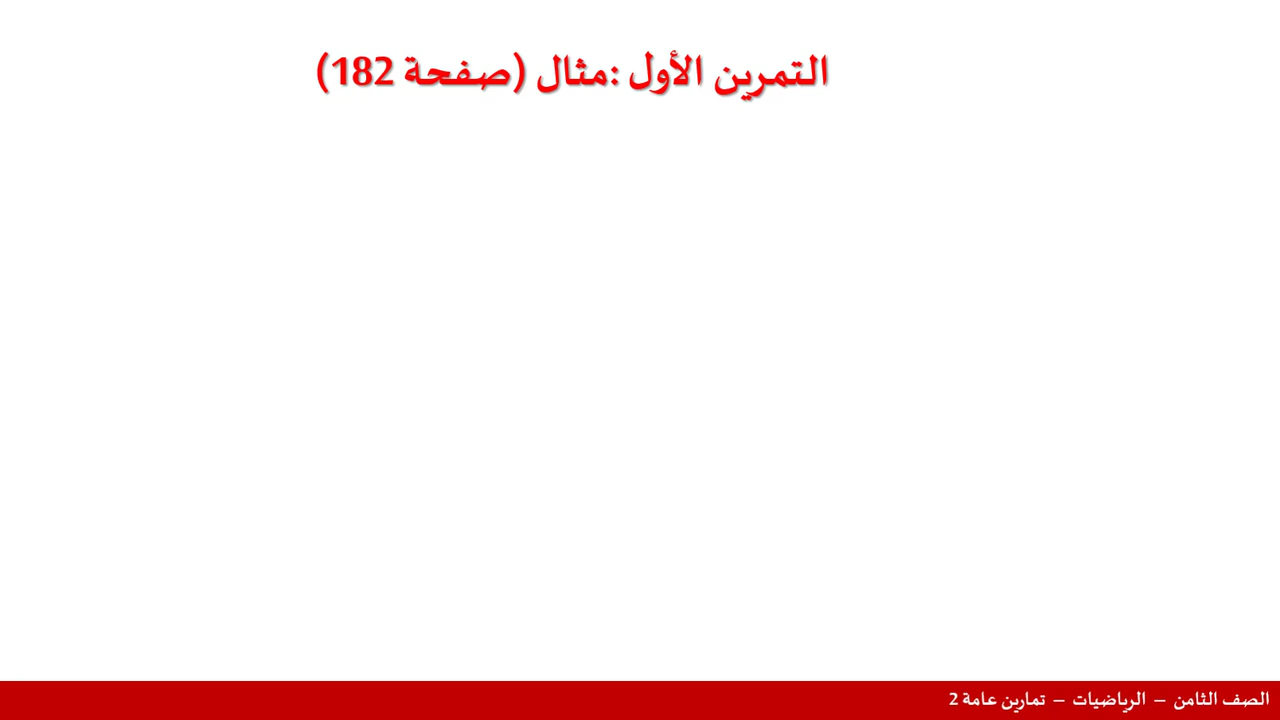 التمرين الأول :مثال (صفحة 182)
الصف الثامن – الرياضيات – تمارين عامة 2